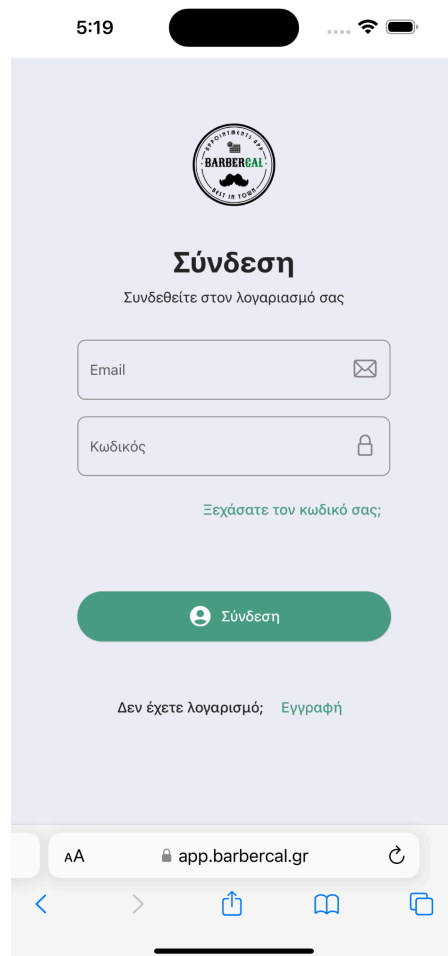 5:19
APPOINTMENTS APP
BARBERCAL
BEST IN TOWN
Σύνδεση
Συνδεθείτε στον λογαριασμό σας
Email
Κωδικός
Ξεχάσατε τον κωδικό σας;
Σύνδεση
Δεν έχετε λογαρισμό; Εγγραφή
AA app.barbercal.gr